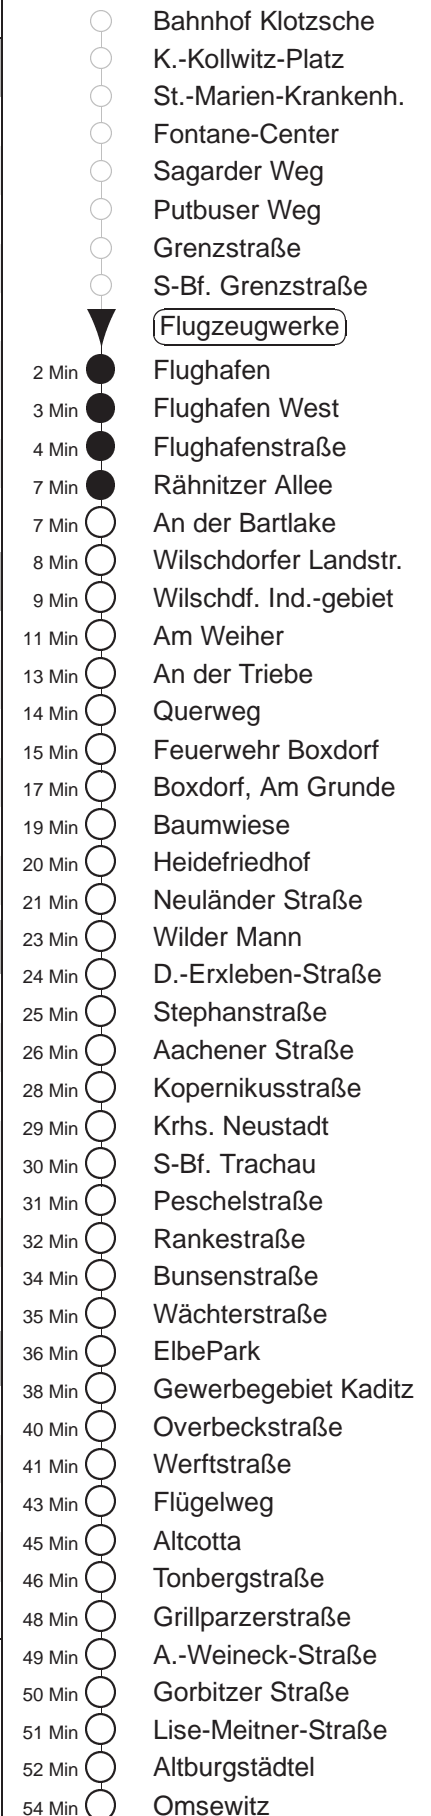 Bahnhof Klotzsche
K.-Kollwitz-Platz
St.-Marien-Krankenh.
Fontane-Center
Sagarder Weg
Putbuser Weg
Grenzstraße
S-Bf. Grenzstraße
Flugzeugwerke
2 Min Flughafen
3 Min Flughafen West
4 Min Flughafenstraße
7 Min Rähnitzer Allee
7 Min An der Bartlake
8 Min Wilschdorfer Landstr.
9 Min Wilschdf. Ind.-gebiet
11 Min Am Weiher
13 Min An der Triebe
14 Min Querweg
15 Min Feuerwehr Boxdorf
17 Min Boxdorf, Am Grunde
19 Min Baumwiese
20 Min Heidefriedhof
21 Min Neuländer Straße
23 Min Wilder Mann
24 Min D.-Erxleben-Straße
25 Min Stephanstraße
26 Min Aachener Straße
28 Min Kopernikusstraße
29 Min Krhs. Neustadt
30 Min S-Bf. Trachau
31 Min Peschelstraße
32 Min Rankestraße
34 Min Bunsenstraße
35 Min Wächterstraße
36 Min ElbePark
38 Min Gewerbegebiet Kaditz
40 Min Overbeckstraße
41 Min Werftstraße
43 Min Flügelweg
45 Min Altcotta
46 Min Tonbergstraße
48 Min Grillparzerstraße
49 Min A.-Weineck-Straße
50 Min Gorbitzer Straße
51 Min Lise-Meitner-Straße
52 Min Altburgstädtel
54 Min Omsewitz